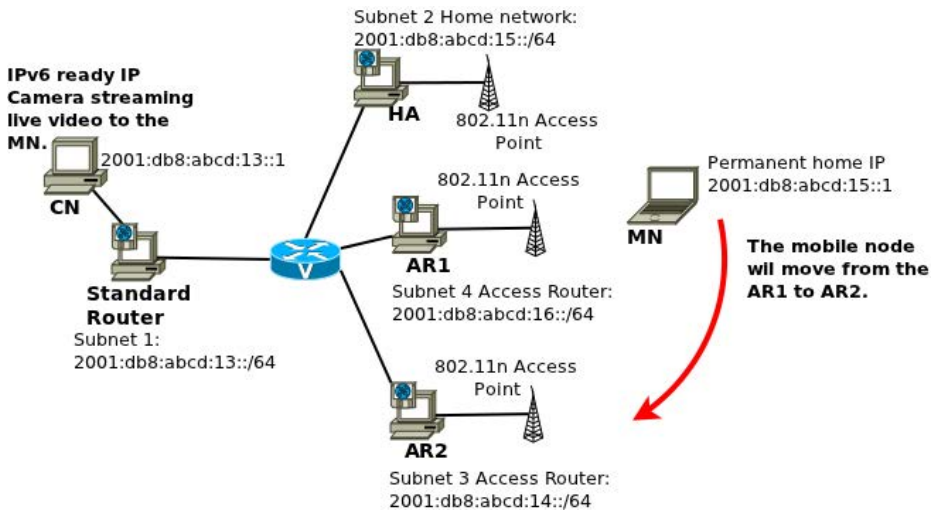 Subnet 2 Home network:
2001:db8:abcd:15::/64
IPv6 ready IP
Camera streaming
live video to the
MN.
HA
802.11n Access
Point
2001:db8:abcd:13::1
CN
802.11n Access
Point
Permanent home IP
2001:db8:abcd:15::1
MN
V
AR1
The mobile node
wil move from the
AR1 to AR2.
Standard
Router
Subnet 4 Access Router:
2001:db8:abcd:16::/64
Subnet 1:
2001:db8:abcd:13::/64
802.11n Access
Point
AR2
Subnet 3 Access Router:
2001:db8:abcd:14::/64